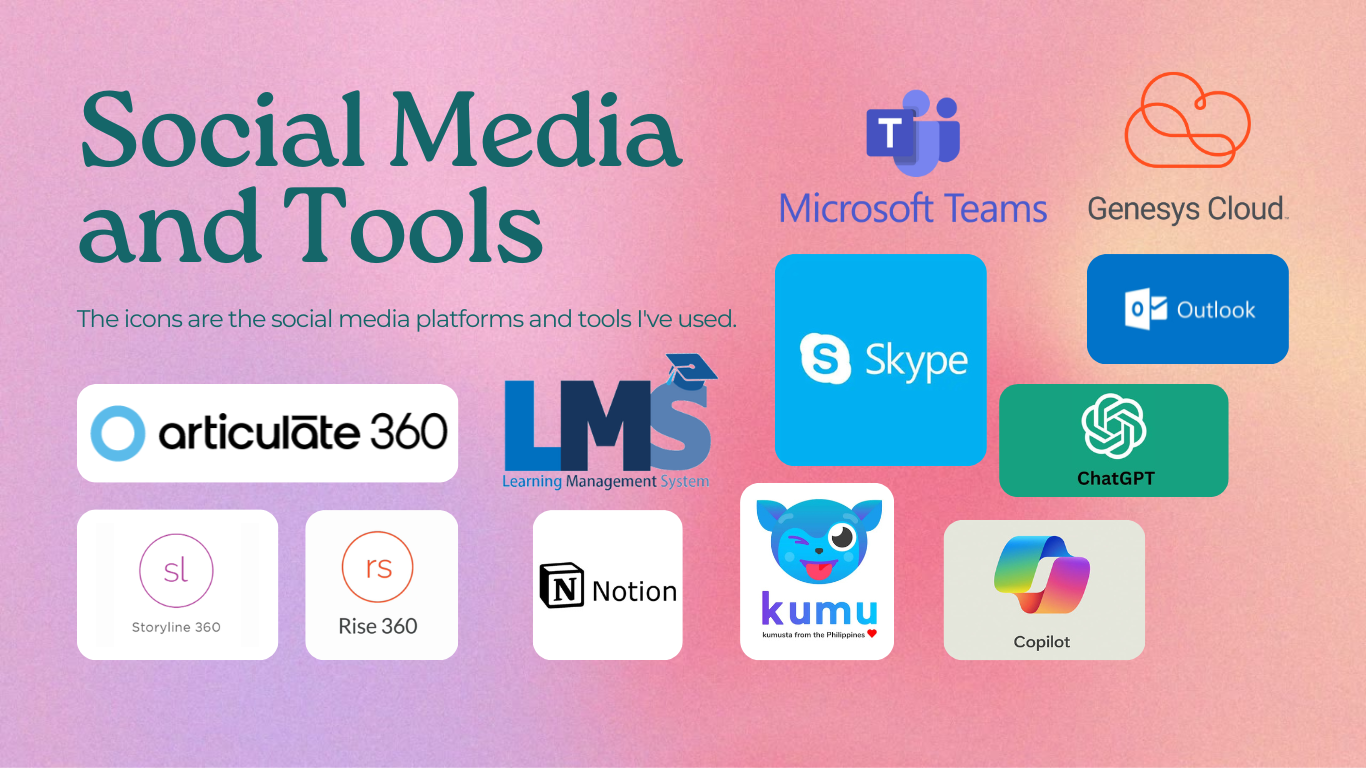 Social Media
and Tools
The icons are the social media platforms and tools I've used.
T
Microsoft Teams
Genesys Cloud
S Skype
O Outlook
articulāte 360
LMS
Learning Management System
ChatGPT
sl
Storyline 360
rs
Rise 360
N Notion
kumu
kumusta from the Philippines
Copilot